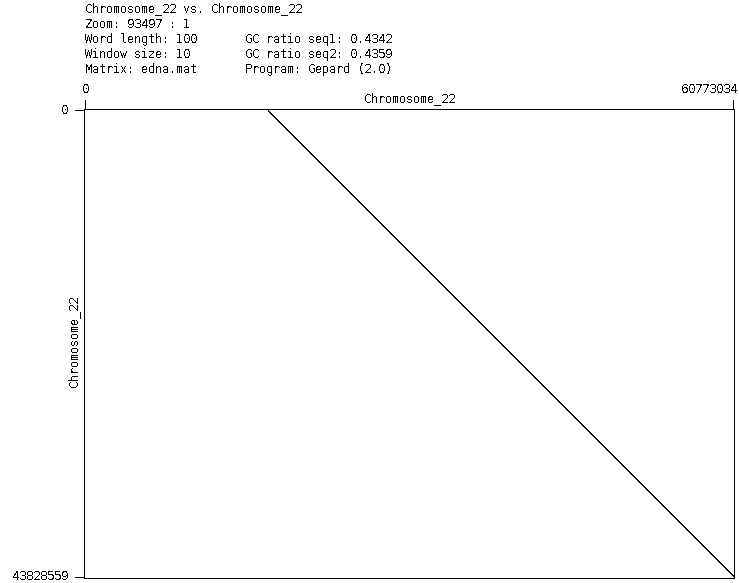 Chromosome_22 vs. Chromosome_22
Zoom: 93497 : 1
Word length: 100 GC ratio seq1: 0.4342
Window size: 10 GC ratio seq2: 0.4359
Matrix: edna.mat Program: Gepard (2.0)
0 60773034
Chromosome_22
0
Chromosome_22
43828559